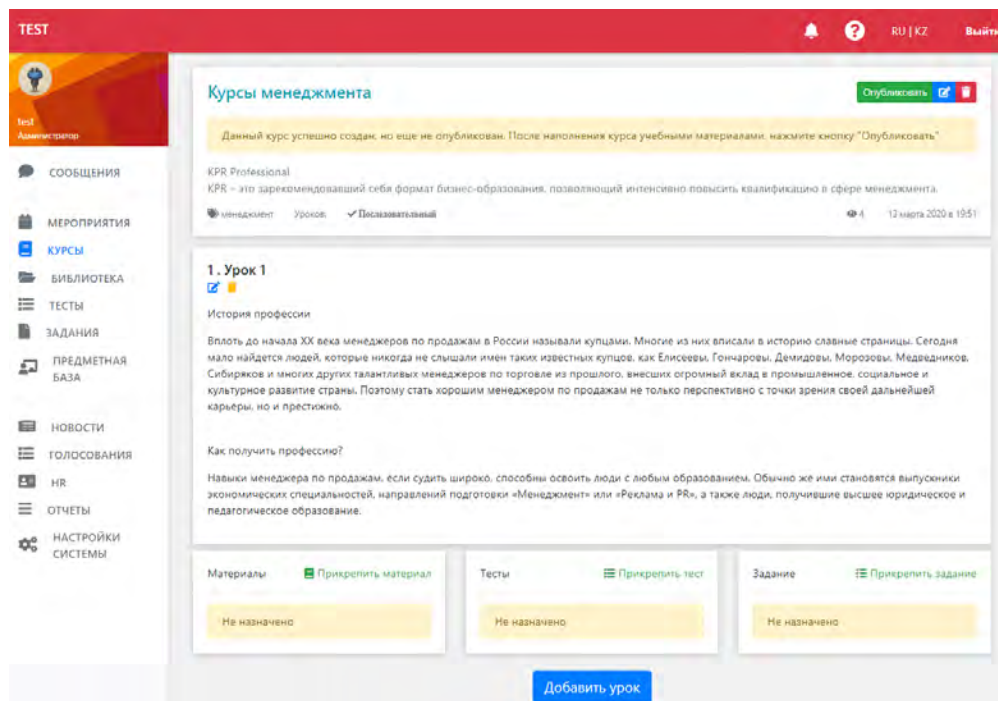 TEST
RU | KZ
Выйти
test
Администратор
СООБЩЕНИЯ
МЕРОПРИЯТИЯ
КУРСЫ
БИБЛИОТЕКА
ТЕСТЫ
ЗАДАНИЯ
ПРЕДМЕТНАЯ
БАЗА
НОВОСТИ
ГОЛОСОВАНИЯ
HR
ОТЧЕТЫ
НАСТРОЙКИ
СИСТЕМЫ
Курсы менеджмента
Опубликовать
Данный курс успешно создан, но еще не опубликован. После наполнения курса учебными материалами, нажмите кнопку "Опубликовать"
KPR Professional
KPR – это зарекомендовавший себя формат бизнес-образования, позволяющий интенсивно повысить квалификацию в сфере менеджмента.
менеджмент Уроков: Последовательный 4 13 марта 2020 в 19:51
1. Урок 1
История профессии
Вплоть до начала XX века менеджеров по продажам в России называли купцами. Многие из них вписали в историю славные страницы. Сегодня
мало найдется людей, которые никогда не слышали имен таких известных купцов, как Елисеевы, Гончаровы, Демидовы, Морозовы, Медведников,
Сибиряков и многих других талантливых менеджеров по торговле из прошлого, внесших огромный вклад в промышленное, социальное и
культурное развитие страны. Поэтому стать хорошим менеджером по продажам не только перспективно с точки зрения своей дальнейшей
карьеры, но и престижно.
Как получить профессию?
Навыки менеджера по продажам, если судить широко, способны освоить люди с любым образованием. Обычно же ими становятся выпускники
экономических специальностей, направлений подготовки «Менеджмент» или «Реклама и PR», а также люди, получившие высшее юридическое и
педагогическое образование.
Материалы Прикрепить материал
Не назначено
Тесты Прикрепить тест
Не назначено
Задание Прикрепить задание
Не назначено
Добавить урок